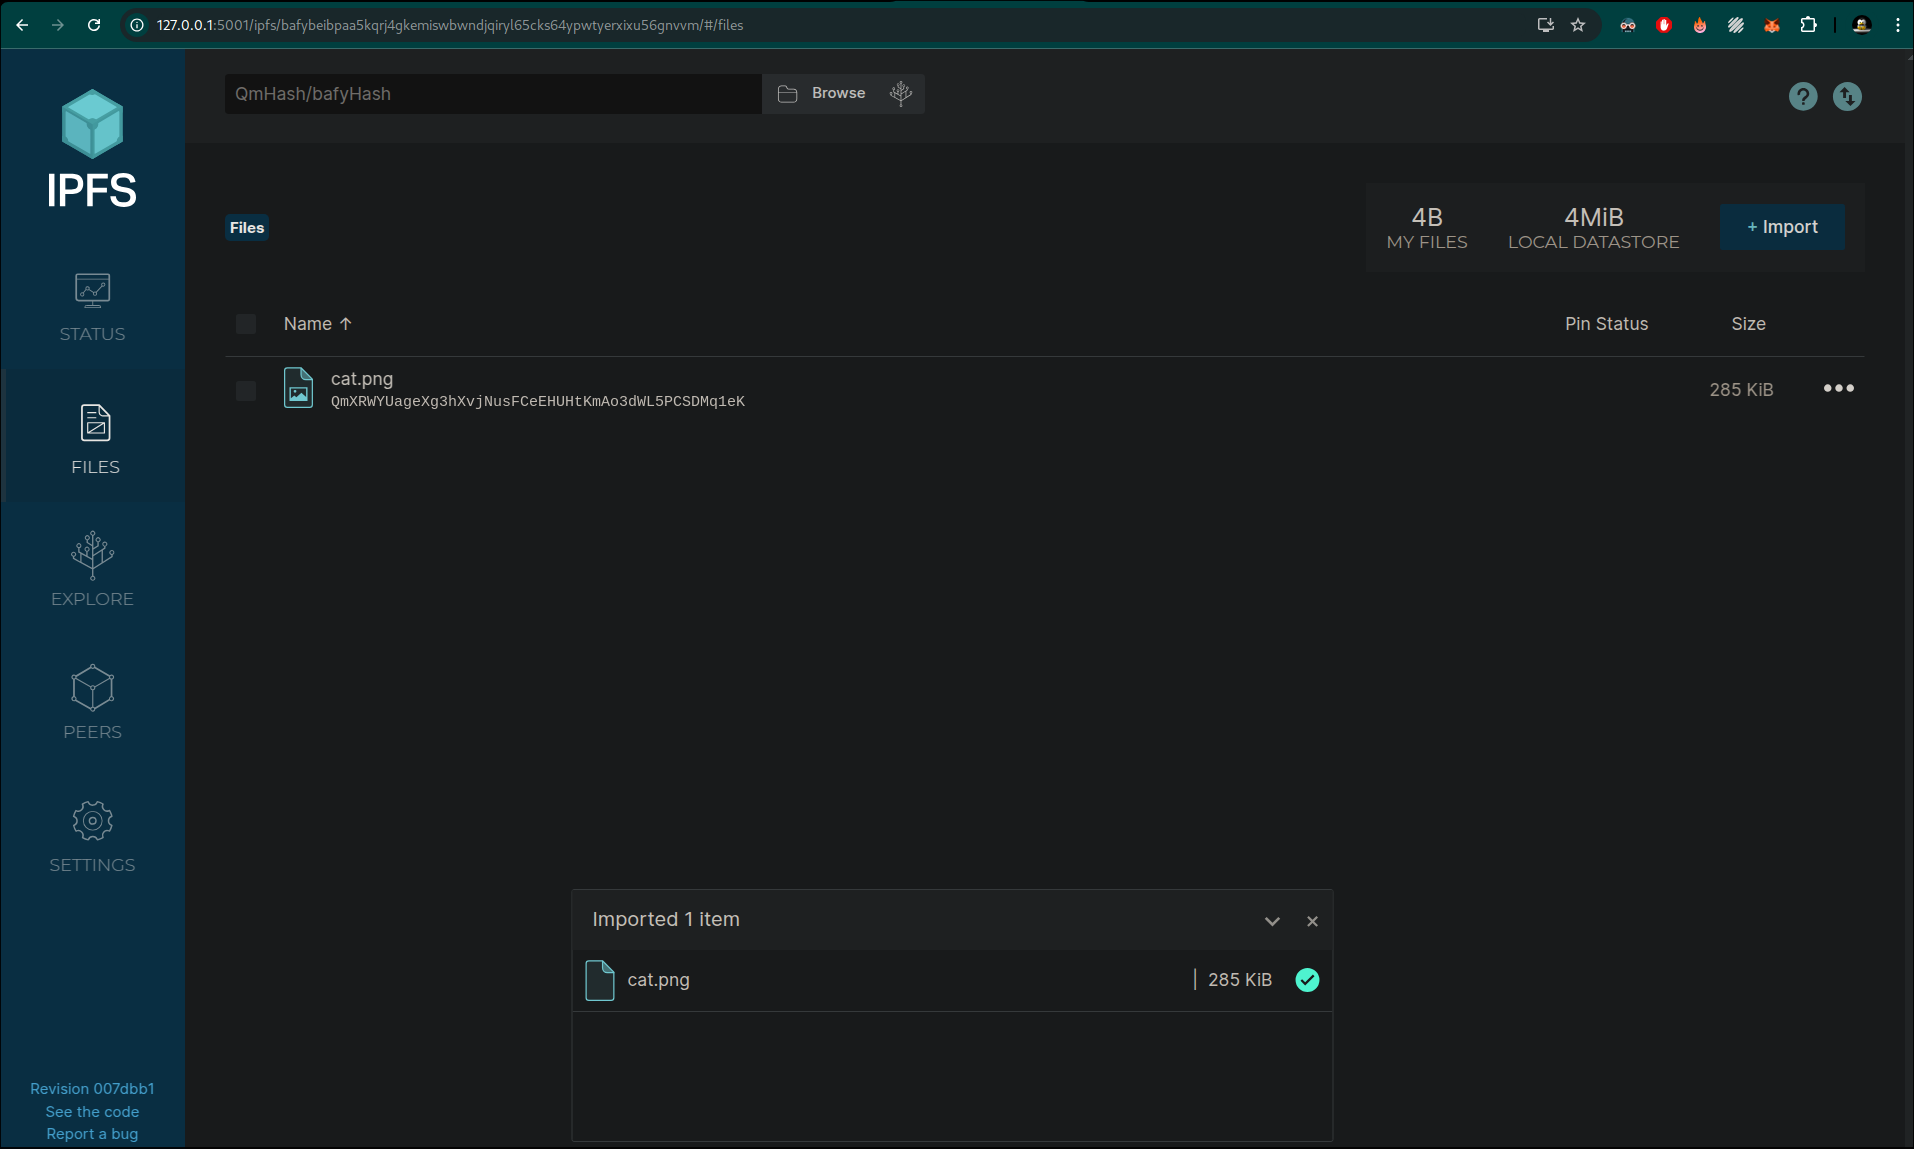 127.0.0.1:5001/ipfs/bafybeibpaa5kqrj4gkemiswbwndjqiryl65cks64ypwtyerxixu56gnvvm/#/files
IPFS
QmHash/bafyHash
Browse
?
Files
4B
MY FILES
4MiB
LOCAL DATASTORE
+ Import
STATUS
FILES
EXPLORE
PEERS
SETTINGS
Name ↑
Pin Status
Size
cat.png
QmXRWYUageXg3hXvjNusFCeEHUHtKmAo3dWL5PCSDMq1eK
285 KiB
Imported 1 item
cat.png
285 KiB
Revision 007dbb1
See the code
Report a bug